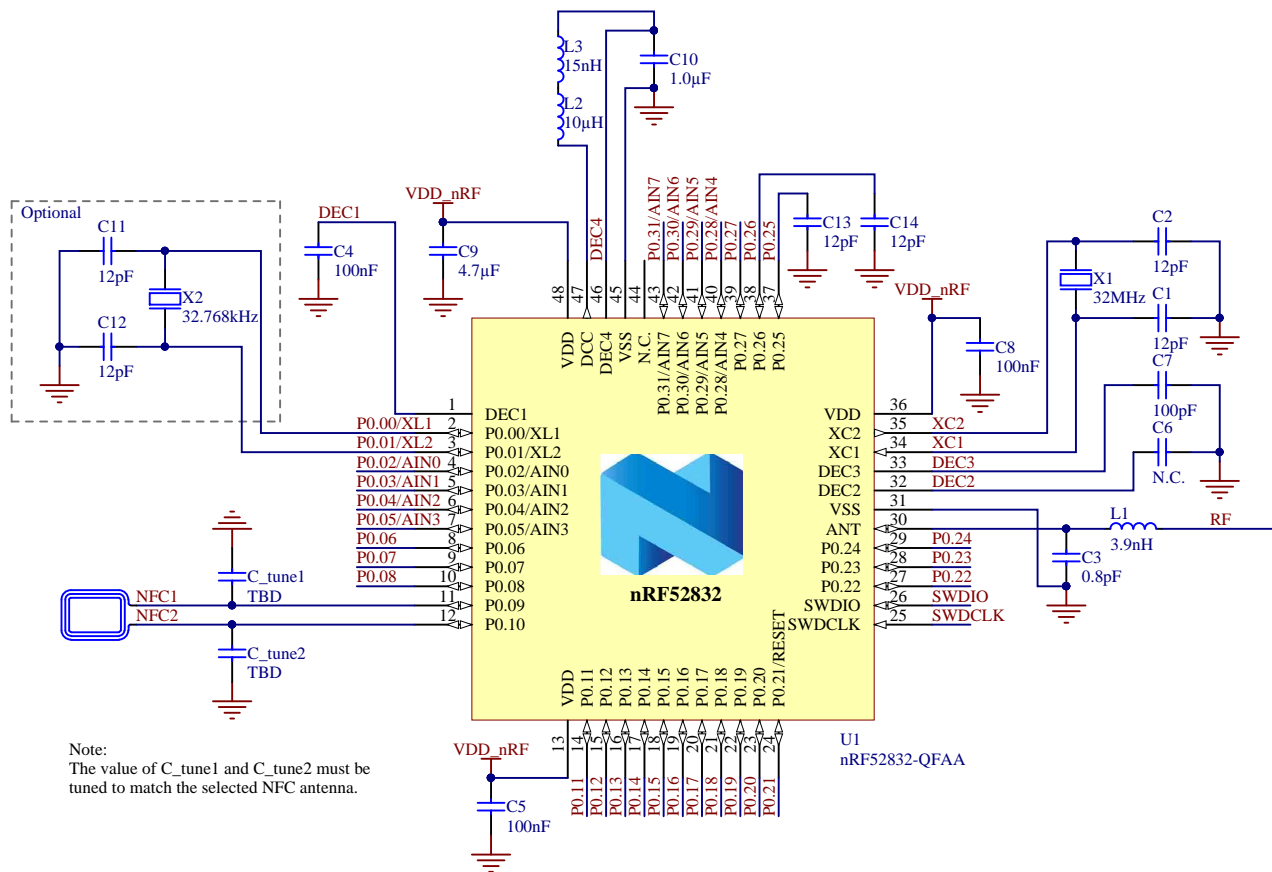 L3
15nH
L2
10µH
C10
1.0µF
DEC4
P0.31/AIN7
P0.30/AIN6
P0.29/AIN5
P0.28/AIN4
P0.27
P0.26
P0.25
C13
12pF
C14
12pF
Optional
C11
12pF
X2
32.768kHz
C12
12pF
DEC1
C4
100nF
VDD_nRF
C9
4.7µF
C2
12pF
X1
32MHz
C1
12pF
C7
100pF
C6
N.C.
VDD_nRF
C8
100nF
48
47
46
45
44
43
42
41
40
39
38
37
VDD
DCC
DEC4
VSS
N.C.
P0.31/AIN7
P0.30/AIN6
P0.29/AIN5
P0.28/AIN4
P0.27
P0.26
P0.25
1
DEC1
P0.00/XL1
2
P0.00/XL1
P0.01/XL2
3
P0.01/XL2
P0.02/AIN0
4
P0.02/AIN0
P0.03/AIN1
5
P0.03/AIN1
P0.04/AIN2
6
P0.04/AIN2
P0.05/AIN3
7
P0.05/AIN3
P0.06
8
P0.06
P0.07
9
P0.07
P0.08
10
P0.08
NFC1
11
P0.09
NFC2
12
P0.10
C_tune1
TBD
C_tune2
TBD
nRF52832
VDD
36
XC2
35
XC2
XC1
34
XC1
DEC3
33
DEC3
DEC2
32
DEC2
VSS
31
ANT
30
P0.24
29
P0.24
P0.23
28
P0.23
P0.22
27
P0.22
SWDIO
26
SWDIO
SWDCLK
25
SWDCLK
L1
3.9nH
RF
C3
0.8pF
VDD
P0.11
P0.12
P0.13
P0.14
P0.15
P0.16
P0.17
P0.18
P0.19
P0.20
P0.21/RESET
13
14
15
16
17
18
19
20
21
22
23
24
P0.11
P0.12
P0.13
P0.14
P0.15
P0.16
P0.17
P0.18
P0.19
P0.20
P0.21
VDD_nRF
C5
100nF
U1
nRF52832-QFAA
Note:
The value of C_tune1 and C_tune2 must be
tuned to match the selected NFC antenna.